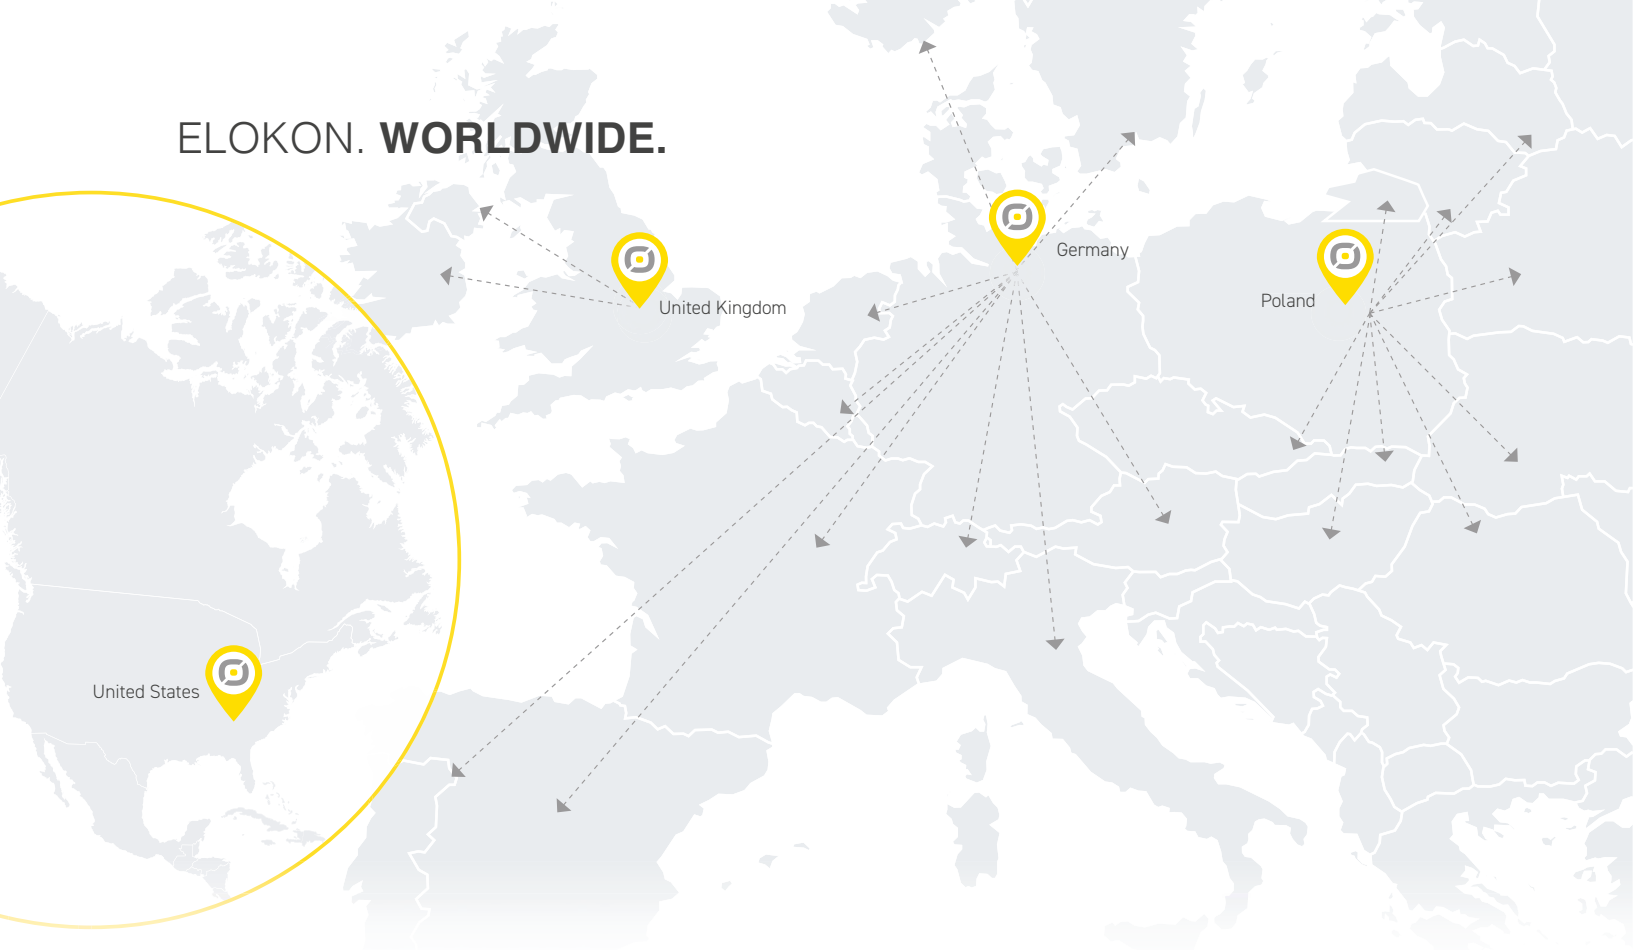 ELOKON. WORLDWIDE.
Germany
Poland
United Kingdom
United States